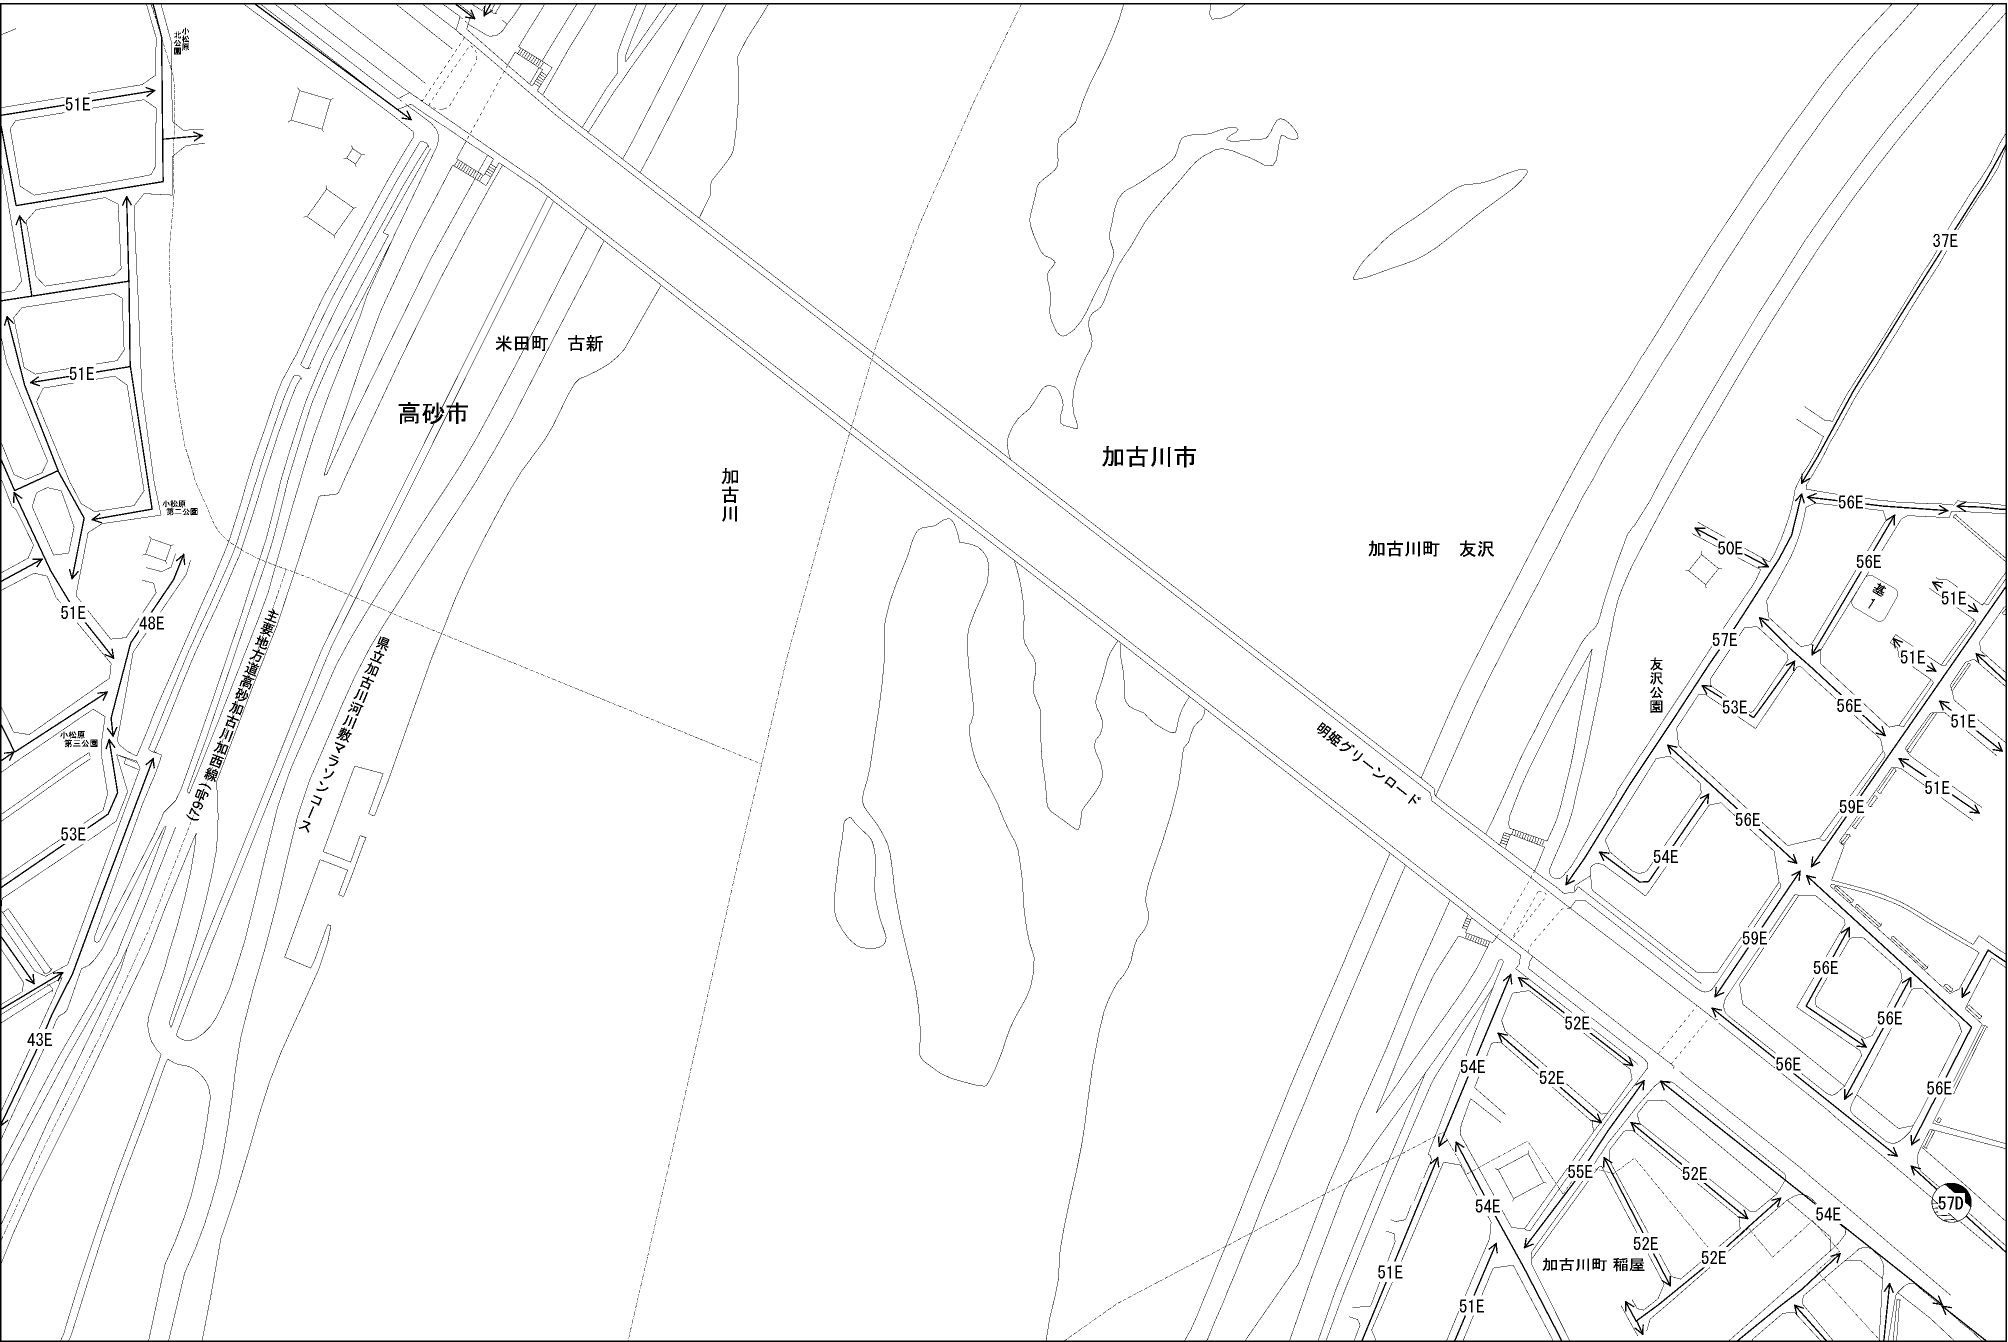 小松原
北公園
51E
37E
米田町　古新
51E
高砂市
加古川市
加古川
小松原
第二公園
56E
加古川町　友沢
50E
56E
基
1
51E
51E
48E
57E
51E
主要地方道高砂加古川加西線
(79号)
県立加古川河川敷マラソンコース
友沢公園
53E
56E
51E
小松原
第三公園
明姫グリーンロード
51E
59E
56E
53E
54E
59E
56E
56E
52E
43E
54E
52E
56E
56E
55E
52E
54E
57D
54E
52E
52E
加古川町 稲屋
51E
51E